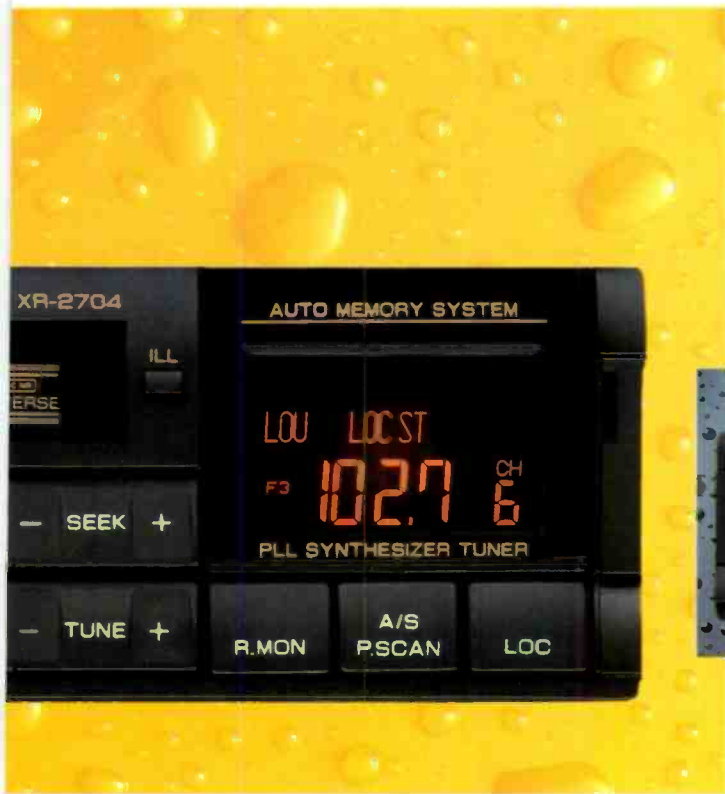 XR-2704
AUTO MEMORY SYSTEM
ILL
ERSE
LOU LOC ST
F3 102.7 CH 6
- SEEK +
PLL SYNTHESIZER TUNER
- TUNE +
R.MON
A/S
P.SCAN
LOC